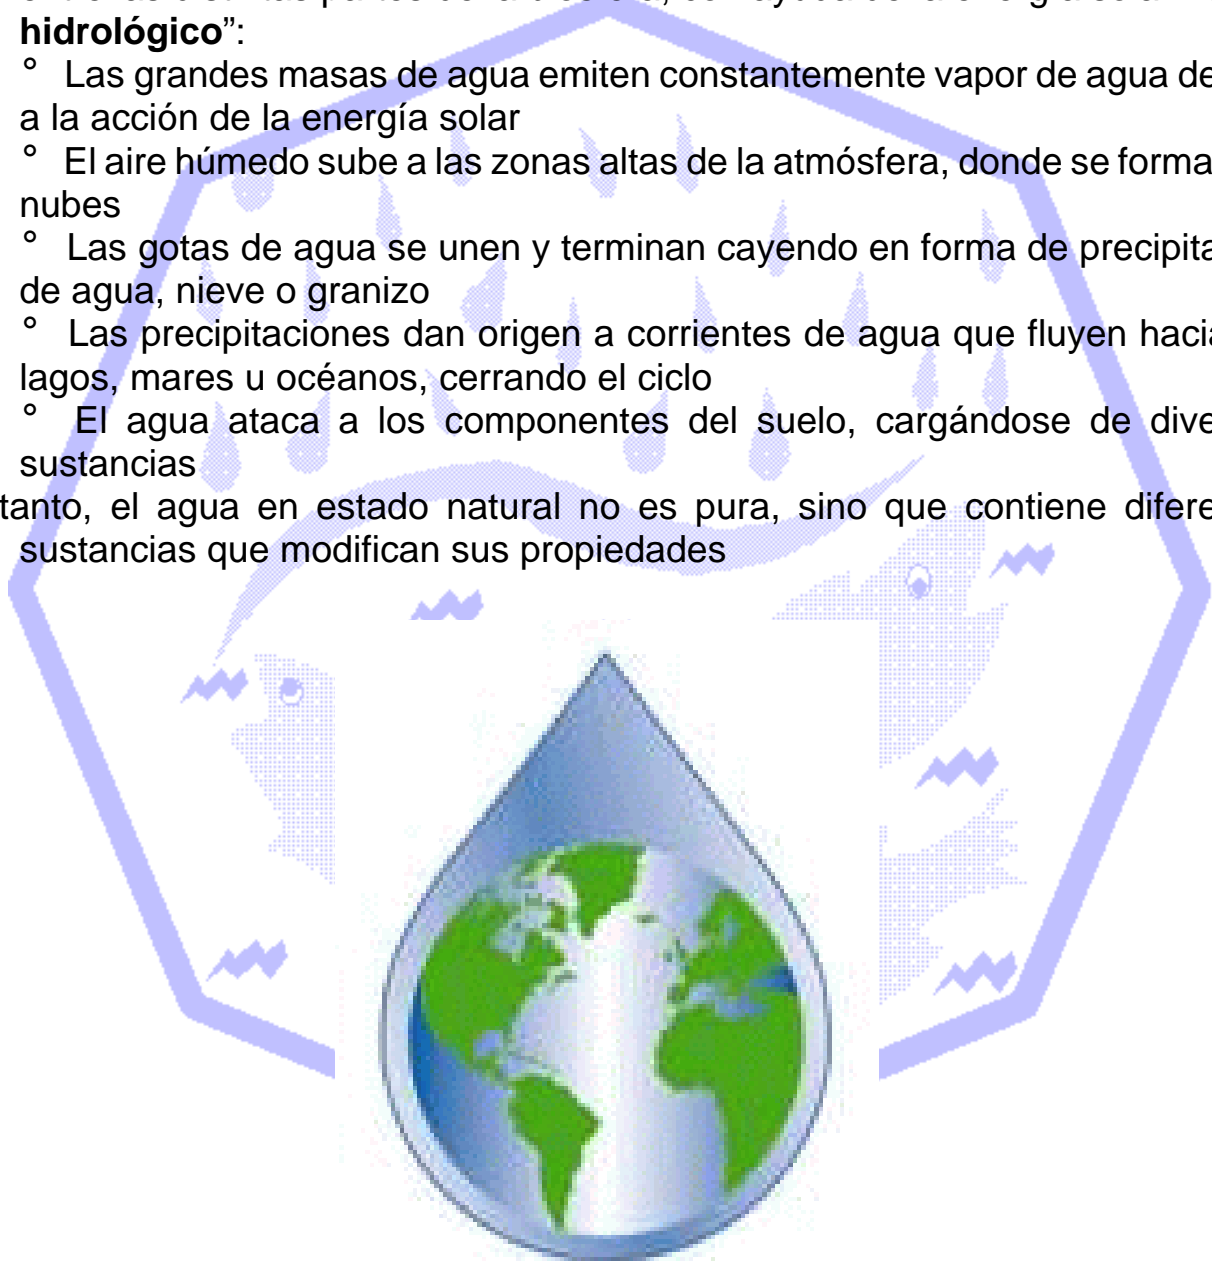 hidrológico”:
° Las grandes masas de agua emiten constantemente vapor de agua de
a la acción de la energía solar
° El aire húmedo sube a las zonas altas de la atmósfera, donde se forma
nubes
° Las gotas de agua se unen y terminan cayendo en forma de precipita
de agua, nieve o granizo
° Las precipitaciones dan origen a corrientes de agua que fluyen hacia
lagos, mares u océanos, cerrando el ciclo
° El agua ataca a los componentes del suelo, cargándose de dive
sustancias
tanto, el agua en estado natural no es pura, sino que contiene difere
sustancias que modifican sus propiedades